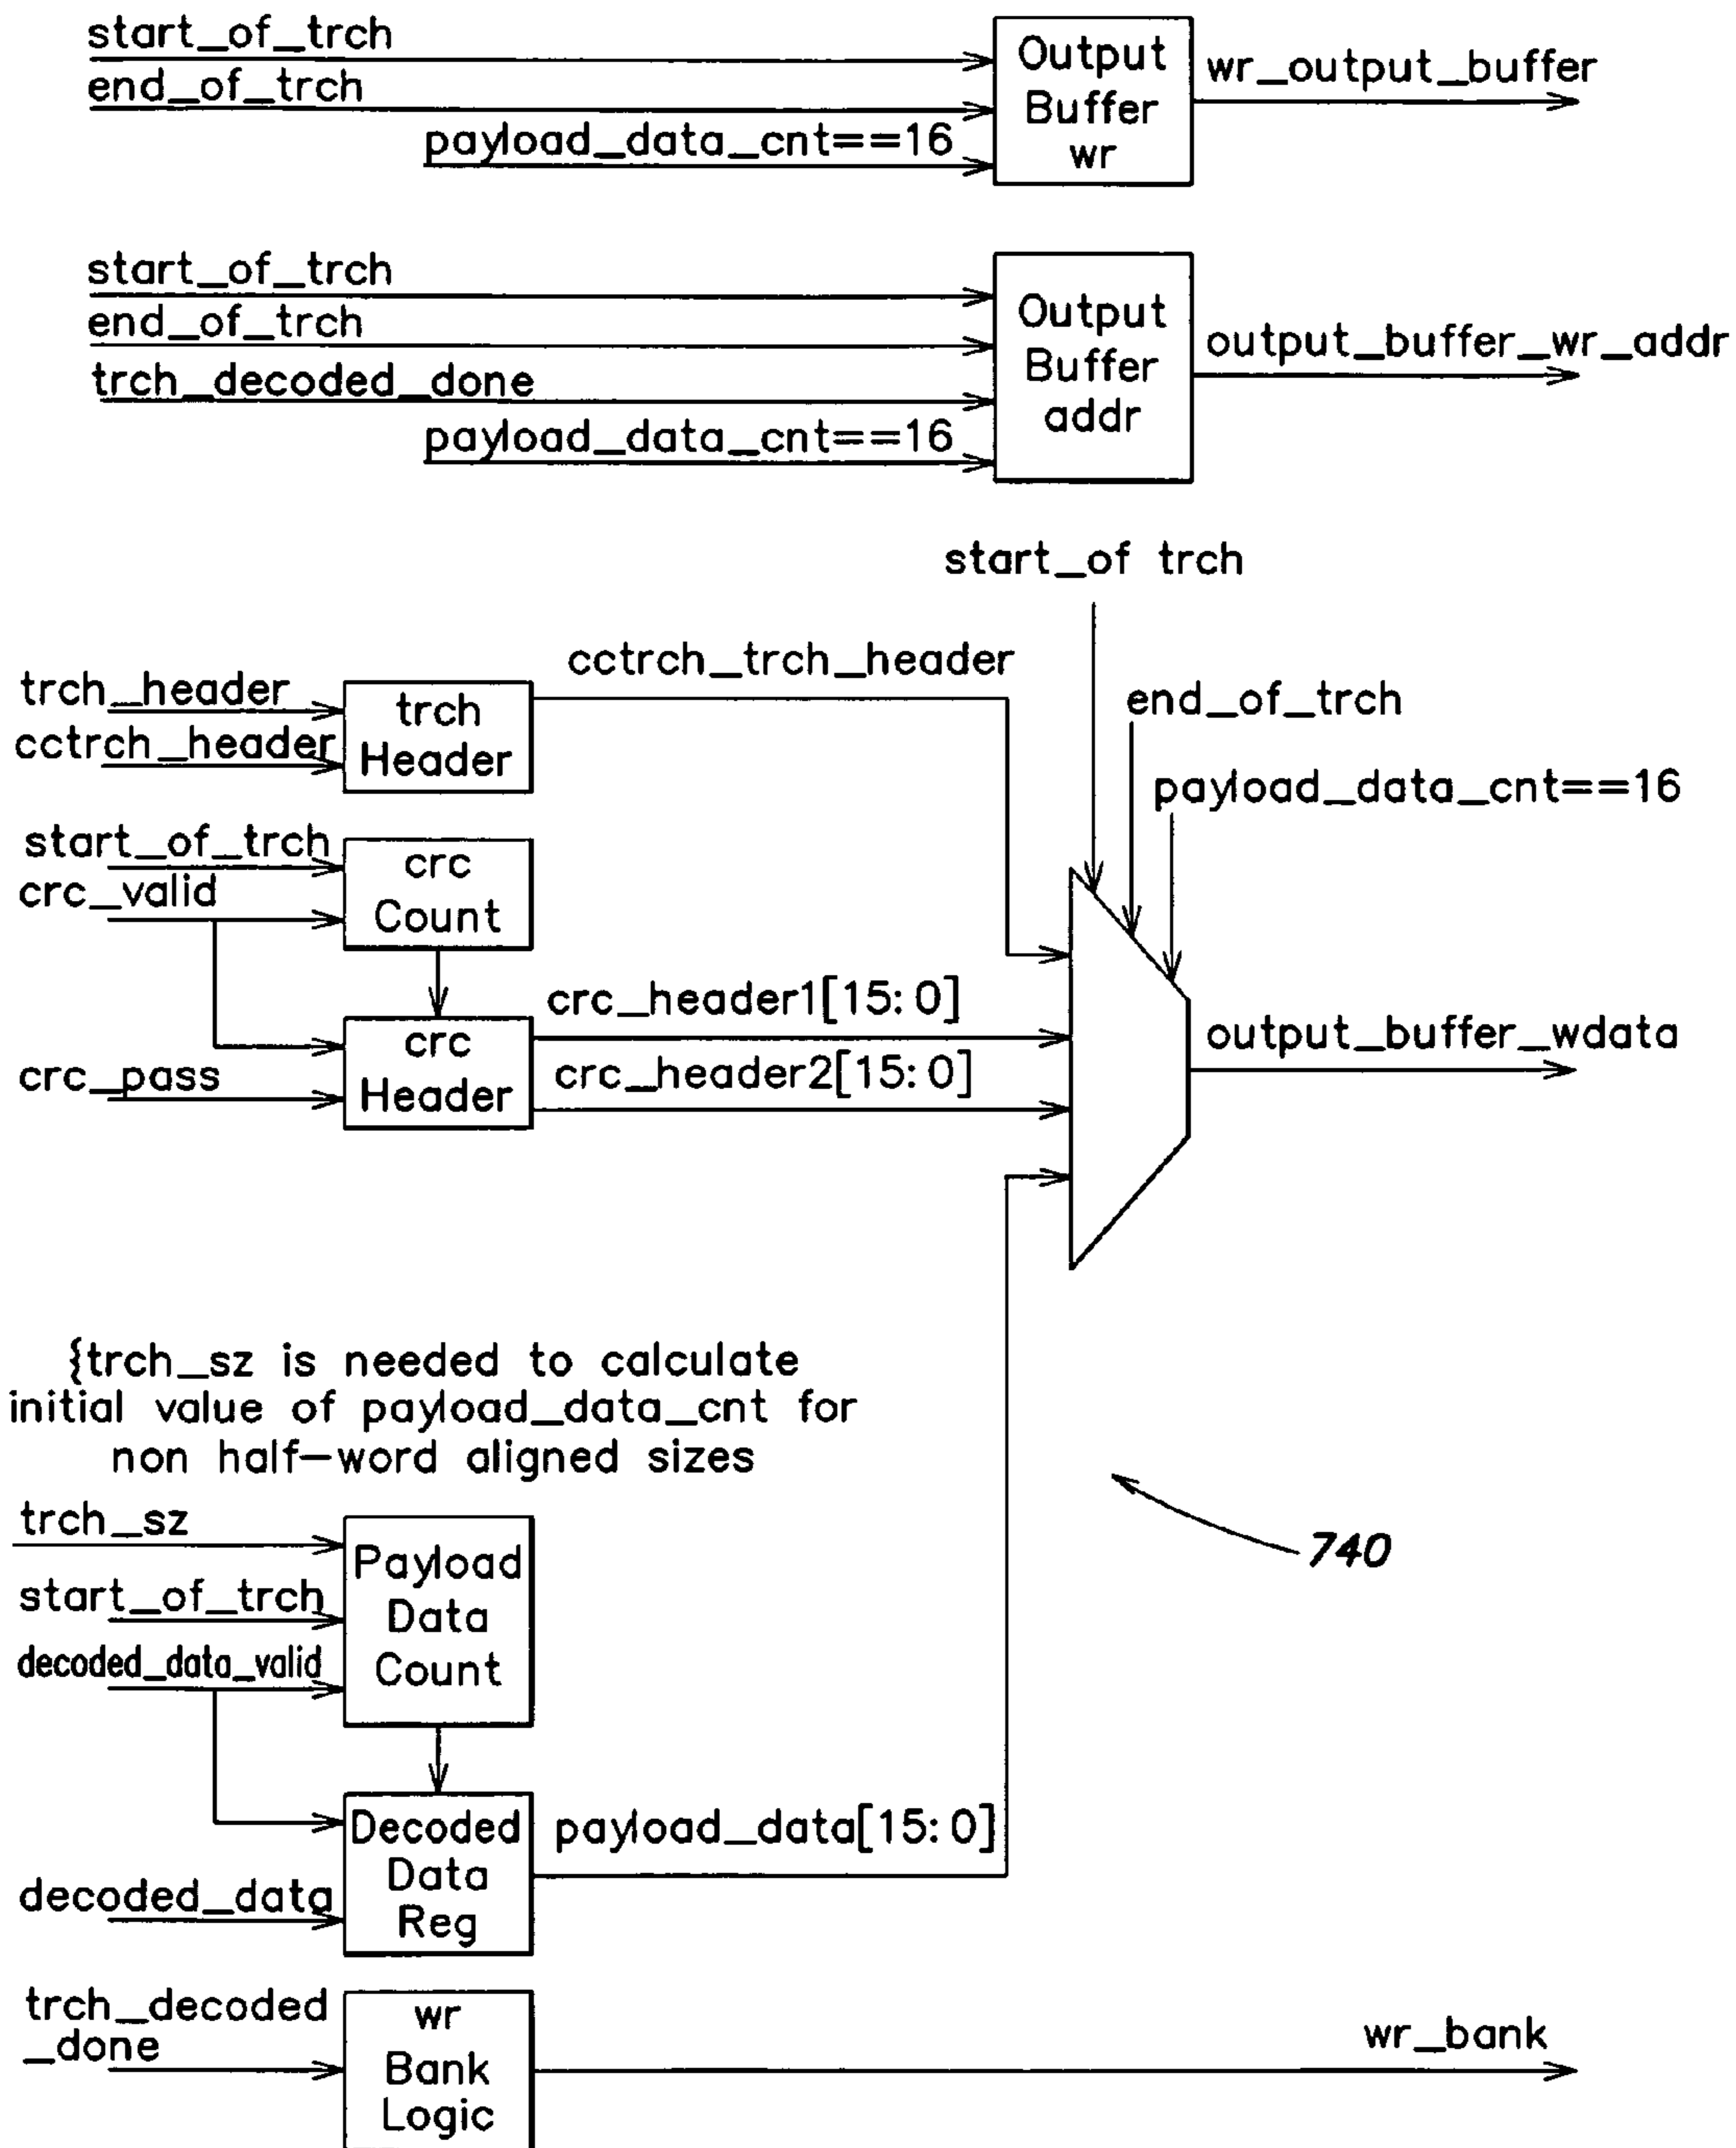 start_of_trch
end_of_trch
payload_data_cnt==16
Output
Buffer
wr
wr_output_buffer
start_of_trch
end_of_trch
trch_decoded_done
payload_data_cnt==16
Output
Buffer
addr
output_buffer_wr_addr
start_of trch
end_of_trch
payload_data_cnt==16
trch_header
cctrch_header
trch
Header
cctrch_trch_header
start_of_trch
crc_valid
crc
Count
crc_pass
crc
Header
crc_header1[15:0]
crc_header2[15:0]
output_buffer_wdata
{trch_sz is needed to calculate
initial value of payload_data_cnt for
non half-word aligned sizes
trch_sz
start_of_trch
decoded_data_valid
Payload
Data
Count
740
decoded_data
Decoded
Data
Reg
payload_data[15:0]
trch_decoded
_done
wr
Bank
Logic
wr_bank